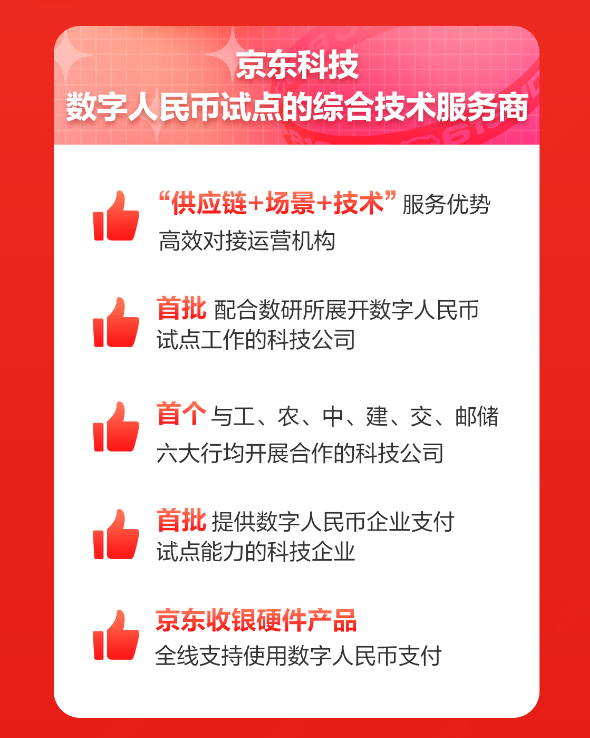 京东科技
数字人民币试点的综合技术服务商
“供应链+场景+技术”服务优势
高效对接运营机构
首批 配合数研所展开数字人民币
试点工作的科技公司
首个 与工、农、中、建、交、邮储
六大行均开展合作的科技公司
首批 提供数字人民币企业支付
试点能力的科技企业
京东收银硬件产品
全线支持使用数字人民币支付